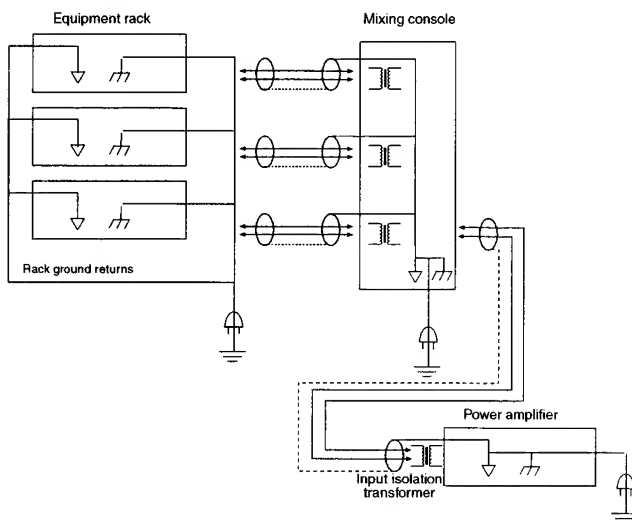 Equipment rack
Mixing console
Rack ground returns
Power amplifier
Input isolation
transformer